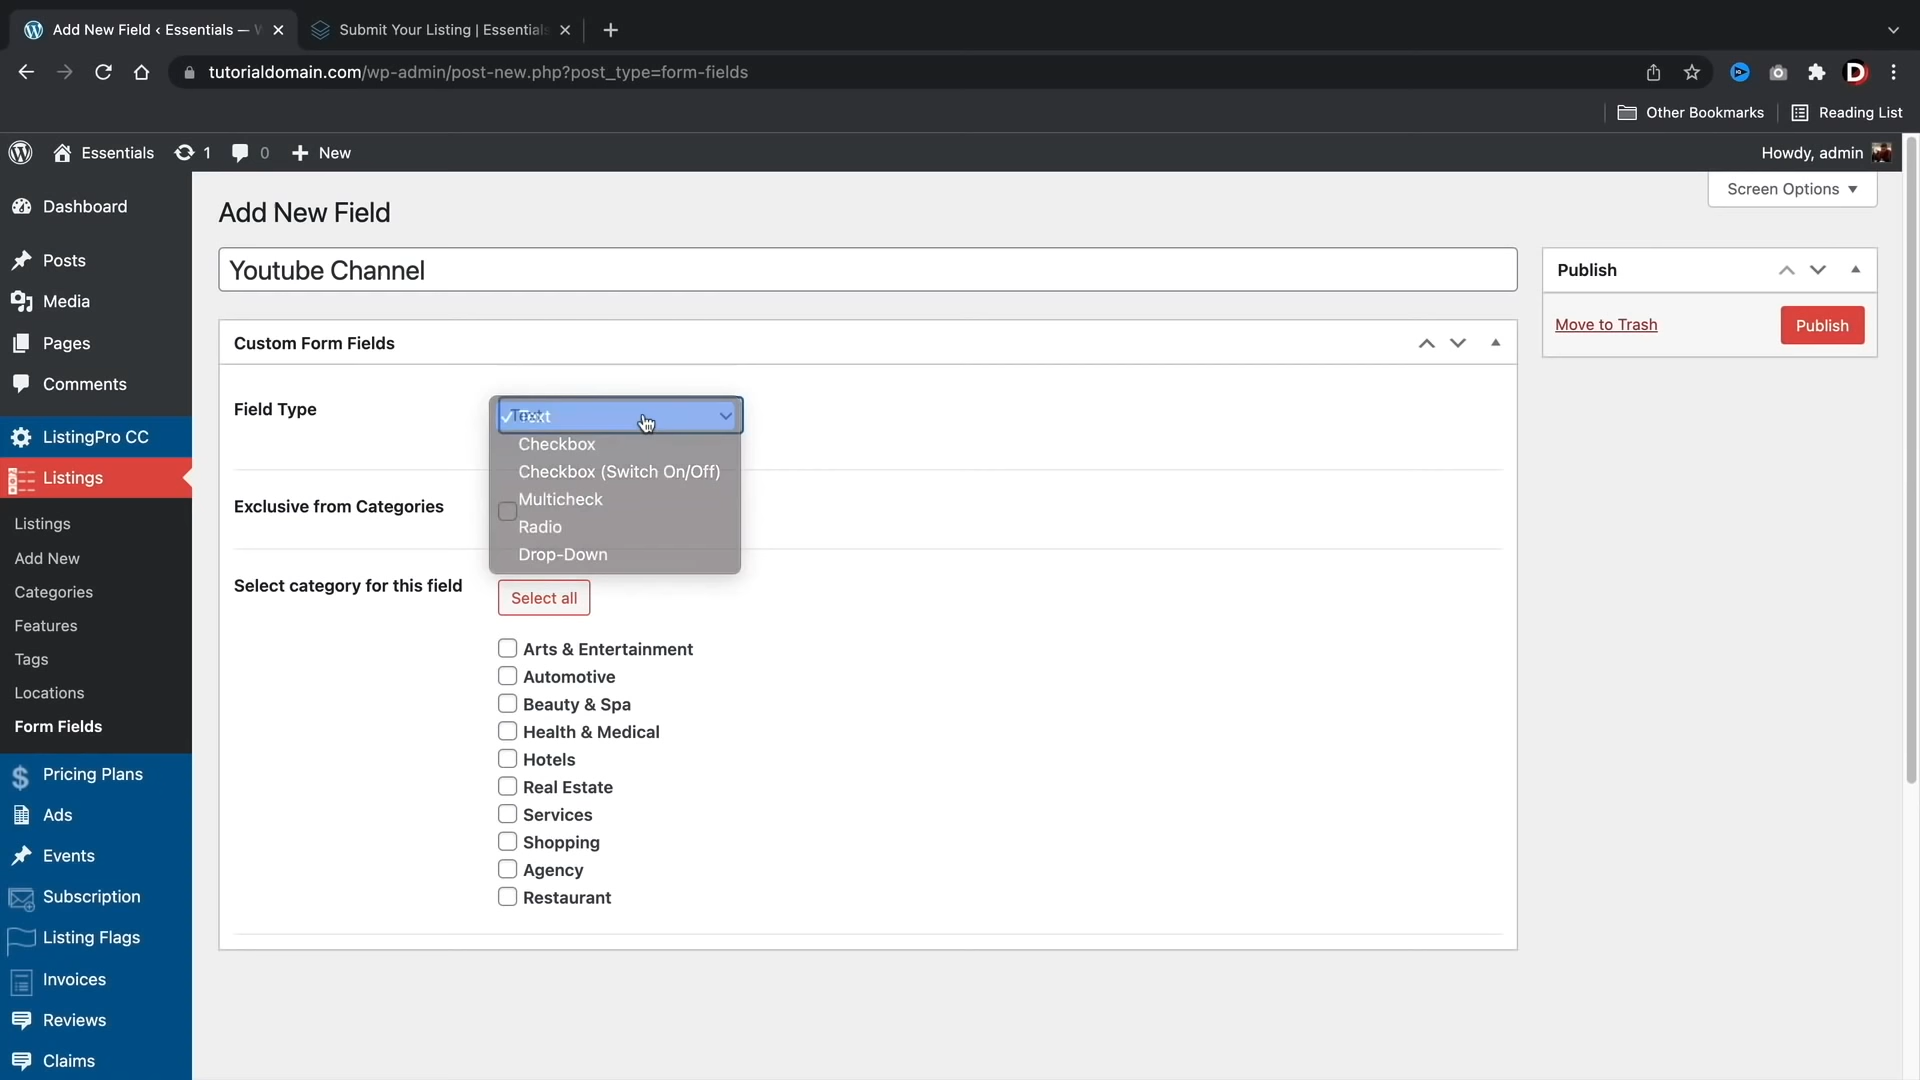 Add New Field ‹ Essentials — W
Submit Your Listing | Essentials
tutorialdomain.com/wp-admin/post-new.php?post_type=form-fields
Other Bookmarks
Reading List
Essentials
1
0
New
Howdy, admin
Screen Options
Dashboard
Posts
Media
Pages
Comments
ListingPro CC
Listings
Listings
Add New
Categories
Features
Tags
Locations
Form Fields
Pricing Plans
Ads
Events
Subscription
Listing Flags
Invoices
Reviews
Claims
Add New Field
Youtube Channel
Custom Form Fields
Field Type
Text
Checkbox
Checkbox (Switch On/Off)
Multicheck
Radio
Drop-Down
Exclusive from Categories
Select category for this field
Select all
Arts & Entertainment
Automotive
Beauty & Spa
Health & Medical
Hotels
Real Estate
Services
Shopping
Agency
Restaurant
Publish
Move to Trash
Publish